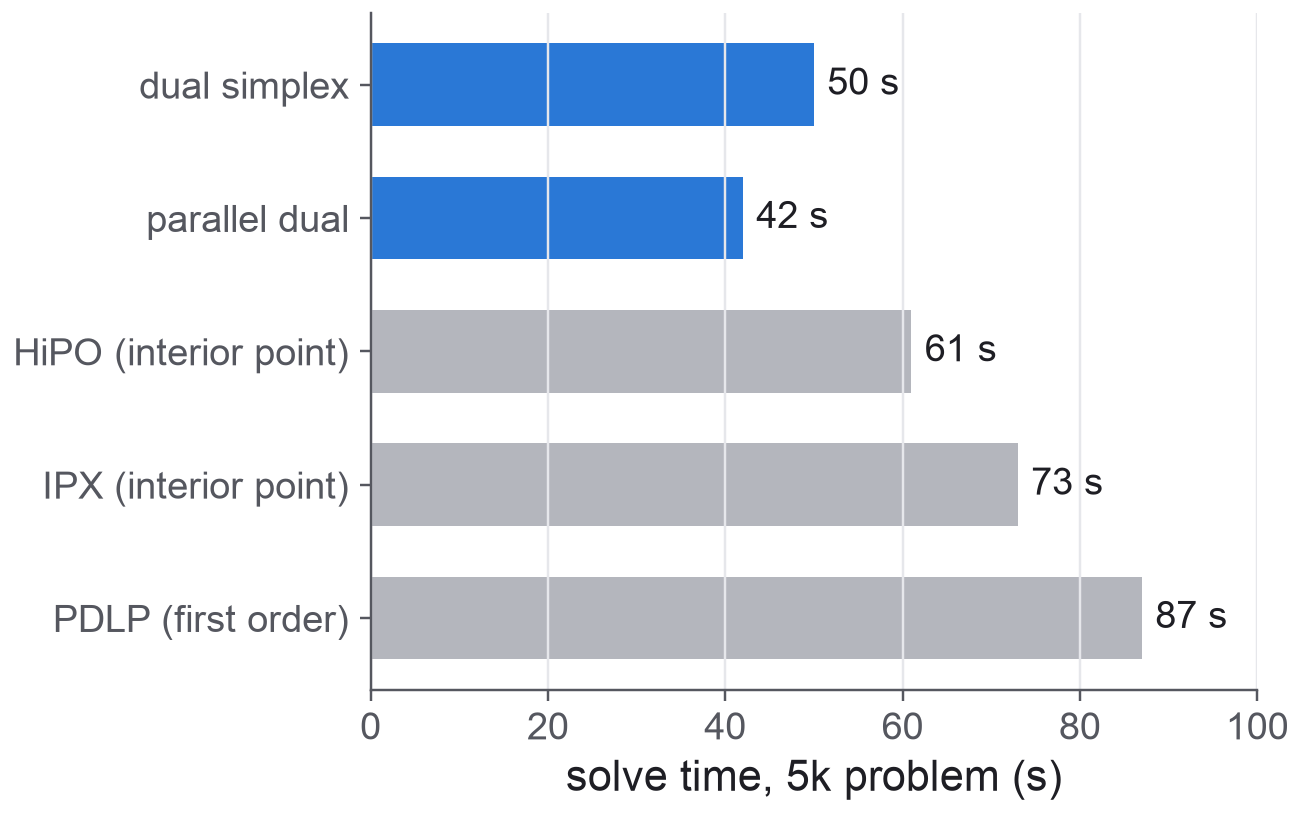 dual simplex 50 s
parallel dual 42 s
HiPO (interior point) 61 s
IPX (interior point) 73 s
PDLP (first order) 87 s
0 20 40 60 80 100
solve time, 5k problem (s)